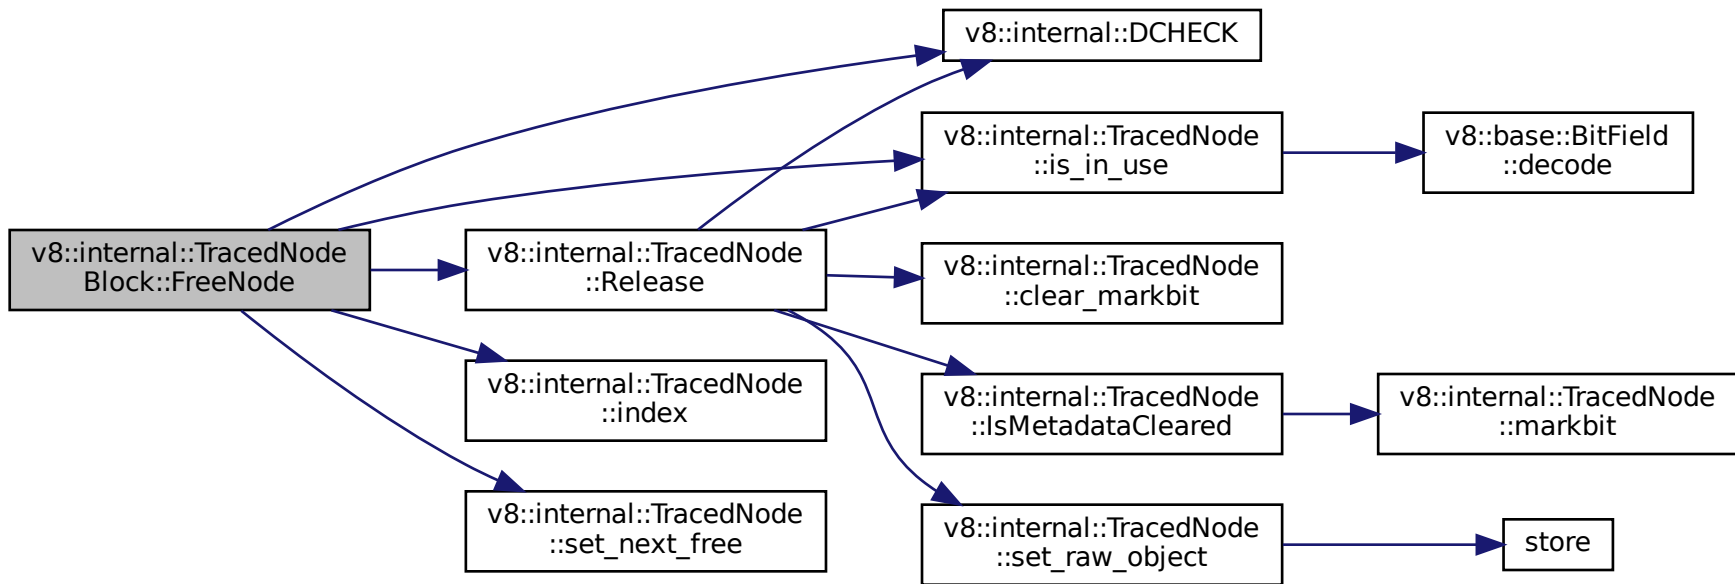 v8::internal::TracedNode
Block::FreeNode
v8::internal::DCHECK
v8::internal::TracedNode
::is_in_use
v8::base::BitField
::decode
v8::internal::TracedNode
::Release
v8::internal::TracedNode
::clear_markbit
v8::internal::TracedNode
::index
v8::internal::TracedNode
::IsMetadataCleared
v8::internal::TracedNode
::markbit
v8::internal::TracedNode
::set_next_free
v8::internal::TracedNode
::set_raw_object
store